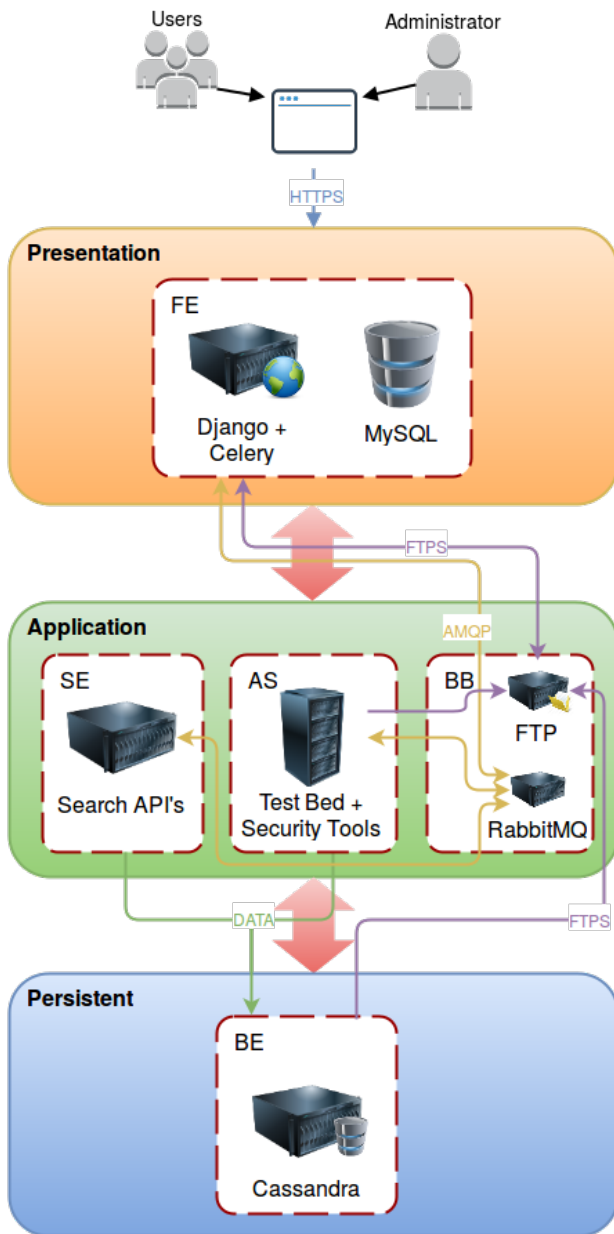 Users
Administrator
HTTPS
Presentation
FE
Django +
Celery
MySQL
FTPS
AMQP
Application
SE
Search API's
AS
Test Bed +
Security Tools
BB
FTP
RabbitMQ
DATA
FTPS
Persistent
BE
Cassandra